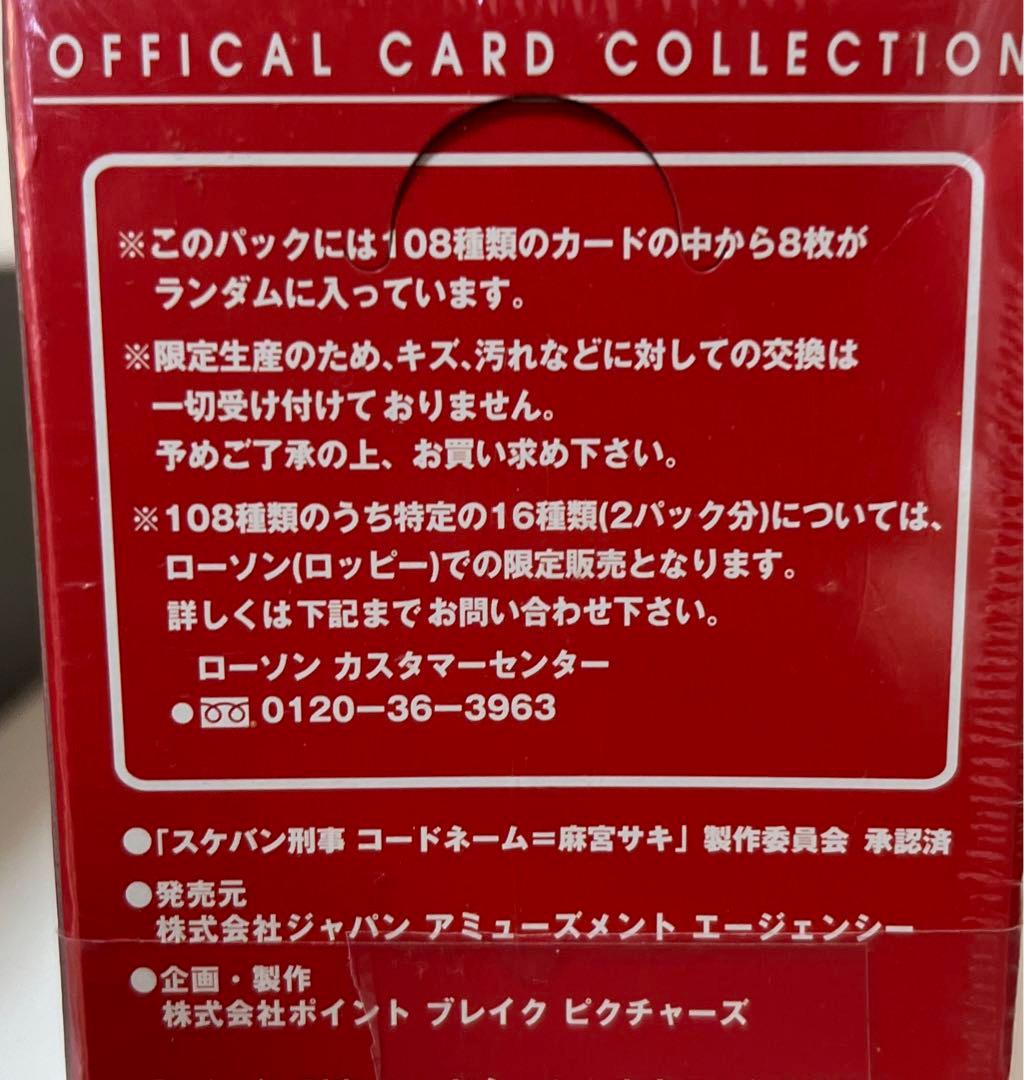 OFFICAL CARD COLLECTION
※このパックには108種類のカードの中から8枚が
ランダムに入っています。
※限定生産のため、キズ、汚れなどに対しての交換は
一切受け付けておりません。
予めご了承の上、お買い求め下さい。
※108種類のうち特定の16種類(2パック分)については、
ローソン(ロッピー)での限定販売となります。
詳しくは下記までお問い合わせ下さい。
ローソン カスタマーセンター
●0120ー36ー3963
●「スケバン刑事 コードネーム=麻宮サキ」製作委員会 承認済
●発売元
株式会社ジャパン アミューズメント エージェンシー
●企画・製作
株式会社ポイント ブレイク ピクチャーズ